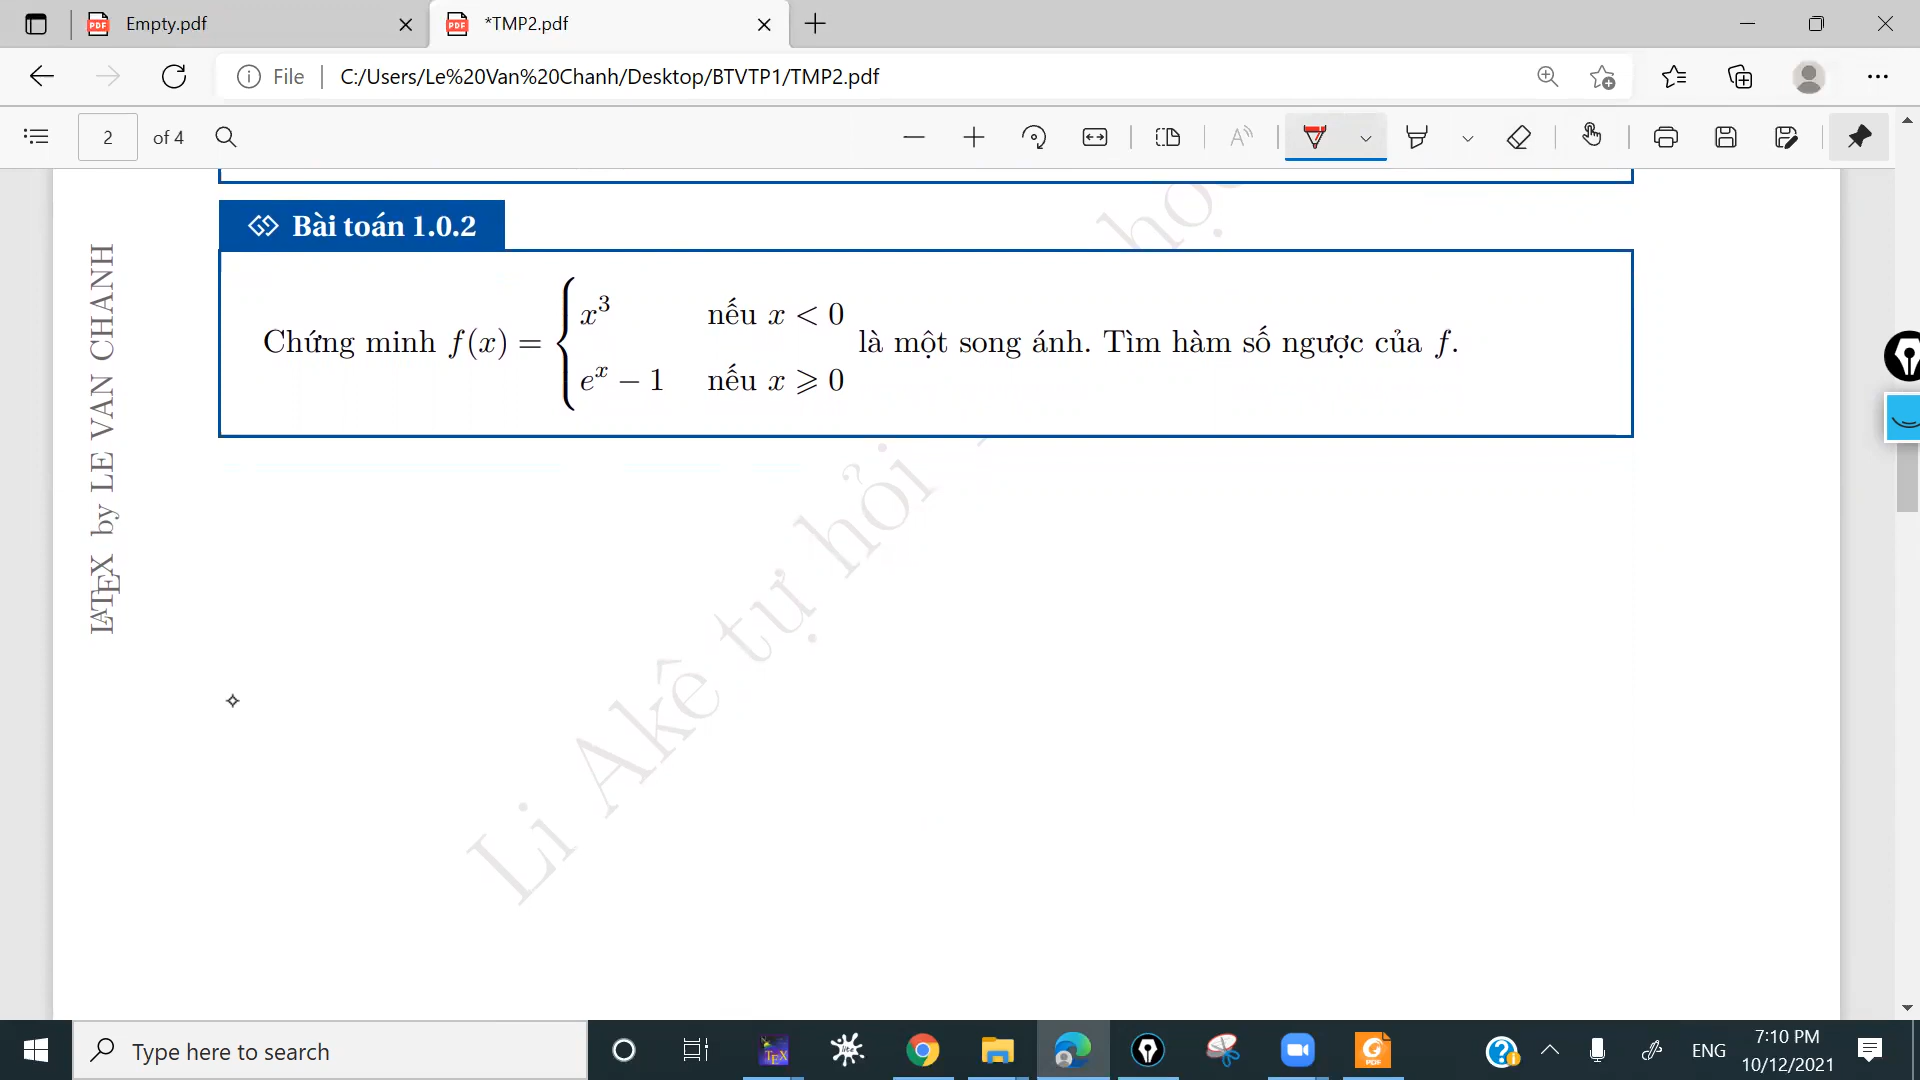 Empty.pdf
*TMP2.pdf
File
C:/Users/Le%20Van%20Chanh/Desktop/BTVTP1/TMP2.pdf
2 of 4
Bài toán 1.0.2
Chứng minh f(x) = { x³ nếu x < 0
e^x − 1 nếu x ⩾ 0
là một song ánh. Tìm hàm số ngược của f.
LATEX by LE VAN CHANH
Li Akê tự hỏi
Type here to search
ENG
7:10 PM
10/12/2021